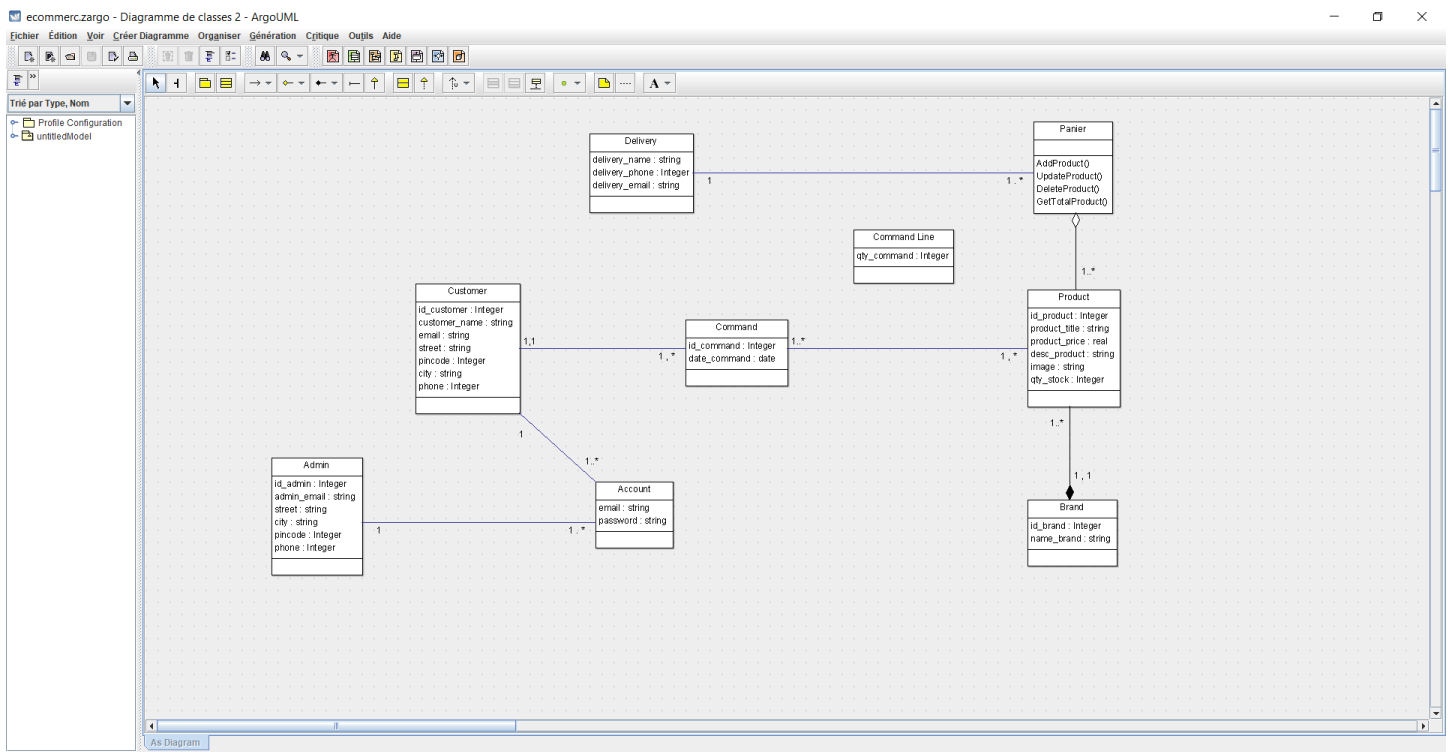 ecommerc.zargo - Diagramme de classes 2 - ArgoUML
Fichier Édition Voir Créer Diagramme Organiser Génération Critique Outils Aide
Trié par Type, Nom
Profile Configuration
untitledModel
Delivery
delivery_name : string
delivery_phone : Integer
delivery_email : string
1
1 . *
Panier
AddProduct()
UpdateProduct()
DeleteProduct()
GetTotalProduct()
1..*
Command Line
qty_command : Integer
Customer
id_customer : Integer
customer_name : string
email : string
street : string
pincode : Integer
city : string
phone : Integer
1,1
1 , *
Command
id_command : Integer
date_command : date
1..*
1 , *
Product
id_product : Integer
product_title : string
product_price : real
desc_product : string
image : string
qty_stock : Integer
1..*
1 , 1
Brand
id_brand : Integer
name_brand : string
1
1..*
Admin
id_admin : Integer
admin_email : string
street : string
city : string
pincode : Integer
phone : Integer
1
1 . *
Account
email : string
password : string
As Diagram